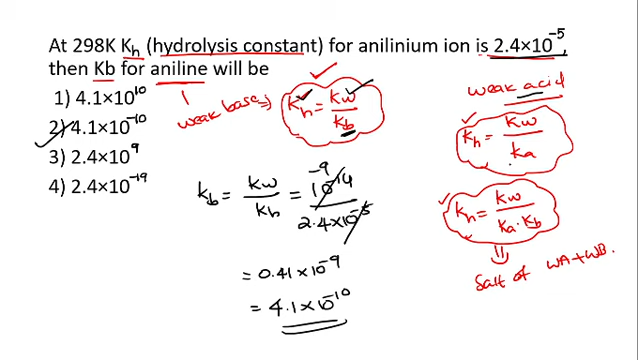 At 298K Kh (hydrolysis constant) for anilinium ion is 2.4×10⁻⁵,
then Kb for aniline will be
1) 4.1×10¹⁰
2) 4.1×10⁻¹⁰
3) 2.4×10⁹
4) 2.4×10⁻¹⁹
weak base ⇒
Kh = Kw / Kb
weak acid
Kh = Kw / Ka
Kh = Kw / Ka · Kb
Salt of WA+WB.
Kb = Kw / Kh = 10⁻¹⁴ / 2.4×10⁻⁵
-9
= 0.41 × 10⁻⁹
= 4.1 × 10⁻¹⁰